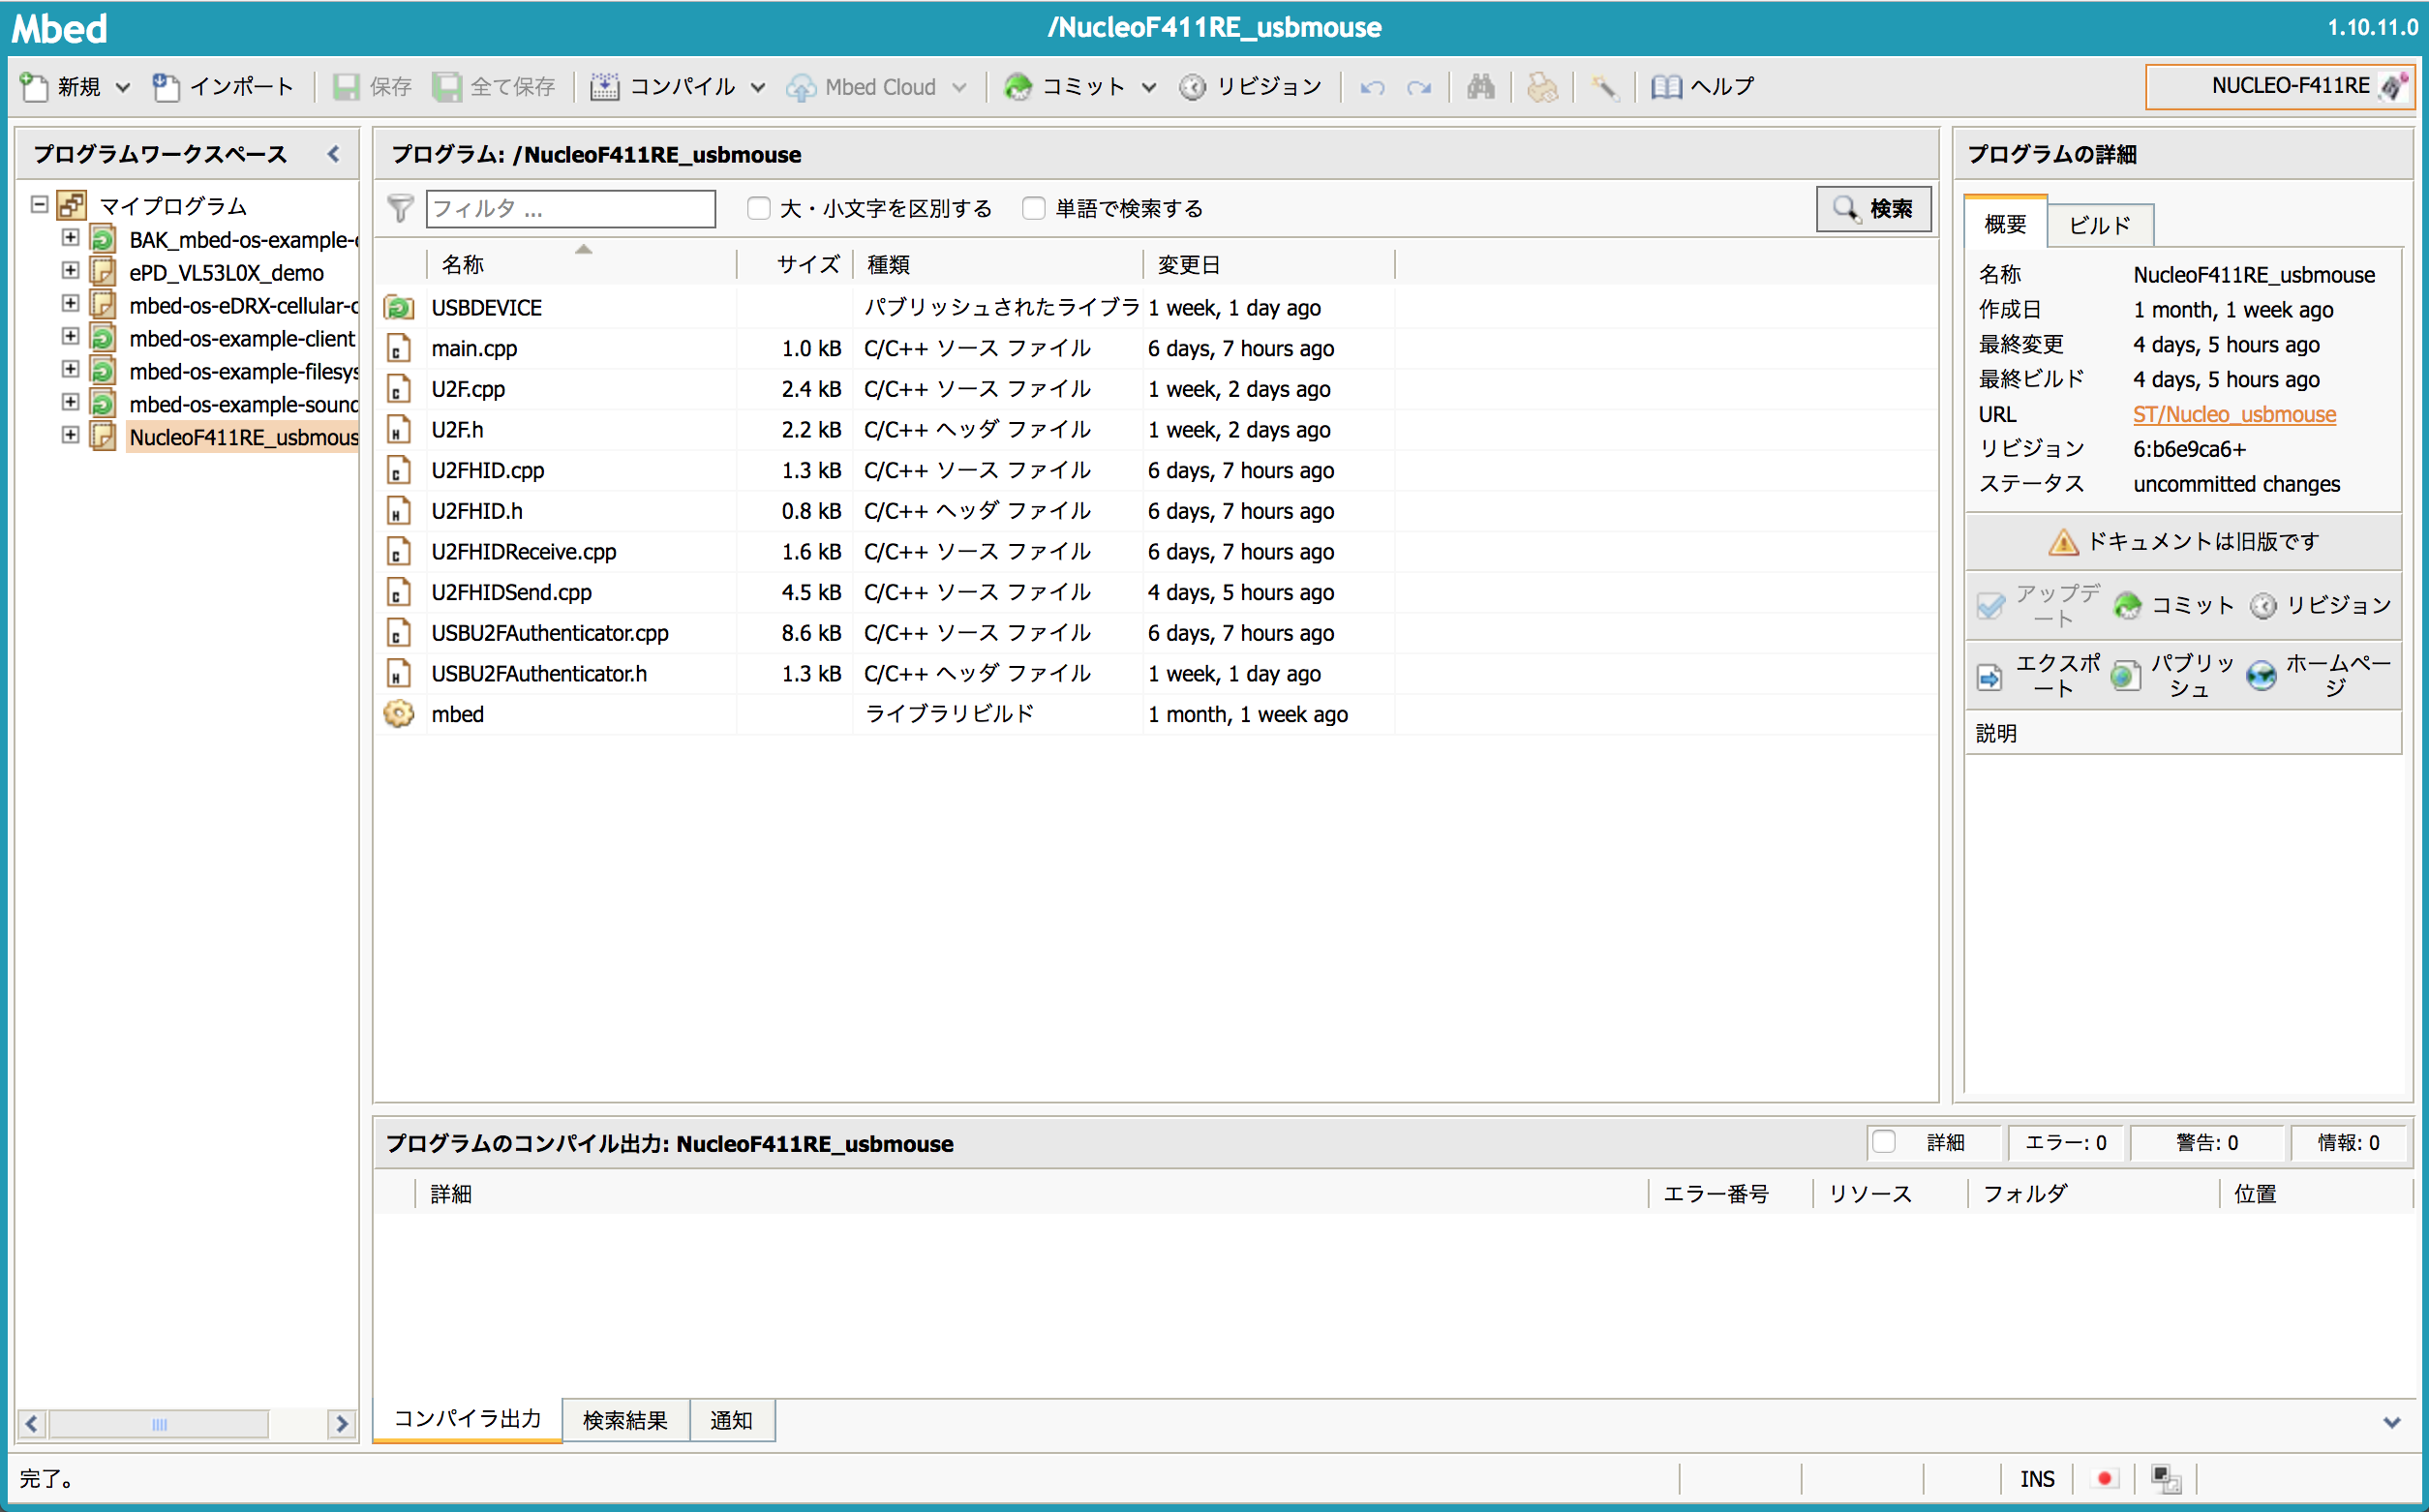 Mbed
/NucleoF411RE_usbmouse
1.10.11.0
新規 インポート 保存 全て保存 コンパイル Mbed Cloud コミット リビジョン ヘルプ NUCLEO-F411RE
プログラムワークスペース
マイプログラム
BAK_mbed-os-example-
ePD_VL53L0X_demo
mbed-os-eDRX-cellular-
mbed-os-example-client
mbed-os-example-filesys
mbed-os-example-sound
NucleoF411RE_usbmous
プログラム: /NucleoF411RE_usbmouse
フィルタ ... 大・小文字を区別する 単語で検索する 検索
名称 サイズ 種類 変更日
USBDEVICE パブリッシュされたライブラ 1 week, 1 day ago
main.cpp 1.0 kB C/C++ ソース ファイル 6 days, 7 hours ago
U2F.cpp 2.4 kB C/C++ ソース ファイル 1 week, 2 days ago
U2F.h 2.2 kB C/C++ ヘッダ ファイル 1 week, 2 days ago
U2FHID.cpp 1.3 kB C/C++ ソース ファイル 6 days, 7 hours ago
U2FHID.h 0.8 kB C/C++ ヘッダ ファイル 6 days, 7 hours ago
U2FHIDReceive.cpp 1.6 kB C/C++ ソース ファイル 6 days, 7 hours ago
U2FHIDSend.cpp 4.5 kB C/C++ ソース ファイル 4 days, 5 hours ago
USBU2FAuthenticator.cpp 8.6 kB C/C++ ソース ファイル 6 days, 7 hours ago
USBU2FAuthenticator.h 1.3 kB C/C++ ヘッダ ファイル 1 week, 1 day ago
mbed ライブラリビルド 1 month, 1 week ago
プログラムの詳細
概要 ビルド
名称 NucleoF411RE_usbmouse
作成日 1 month, 1 week ago
最終変更 4 days, 5 hours ago
最終ビルド 4 days, 5 hours ago
URL ST/Nucleo_usbmouse
リビジョン 6:b6e9ca6+
ステータス uncommitted changes
ドキュメントは旧版です
アップデート コミット リビジョン
エクスポート パブリッシュ ホームページ
説明
プログラムのコンパイル出力: NucleoF411RE_usbmouse 詳細 エラー: 0 警告: 0 情報: 0
詳細 エラー番号 リソース フォルダ 位置
コンパイラ出力 検索結果 通知
完了。 INS